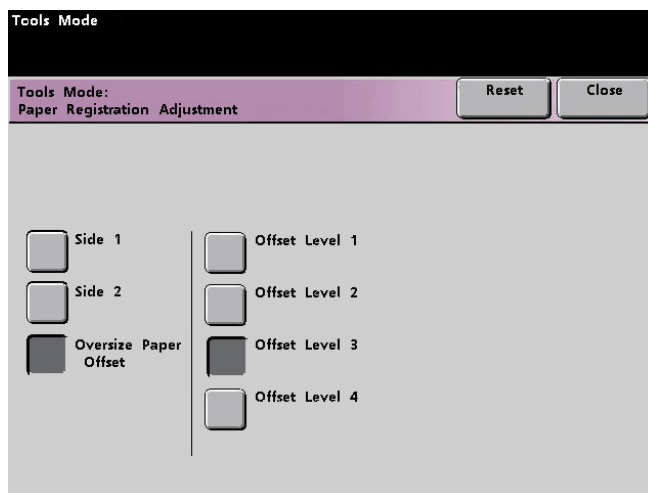 Tools Mode
Tools Mode:
Paper Registration Adjustment
Reset
Close
Side 1
Side 2
Oversize Paper
Offset
Offset Level 1
Offset Level 2
Offset Level 3
Offset Level 4